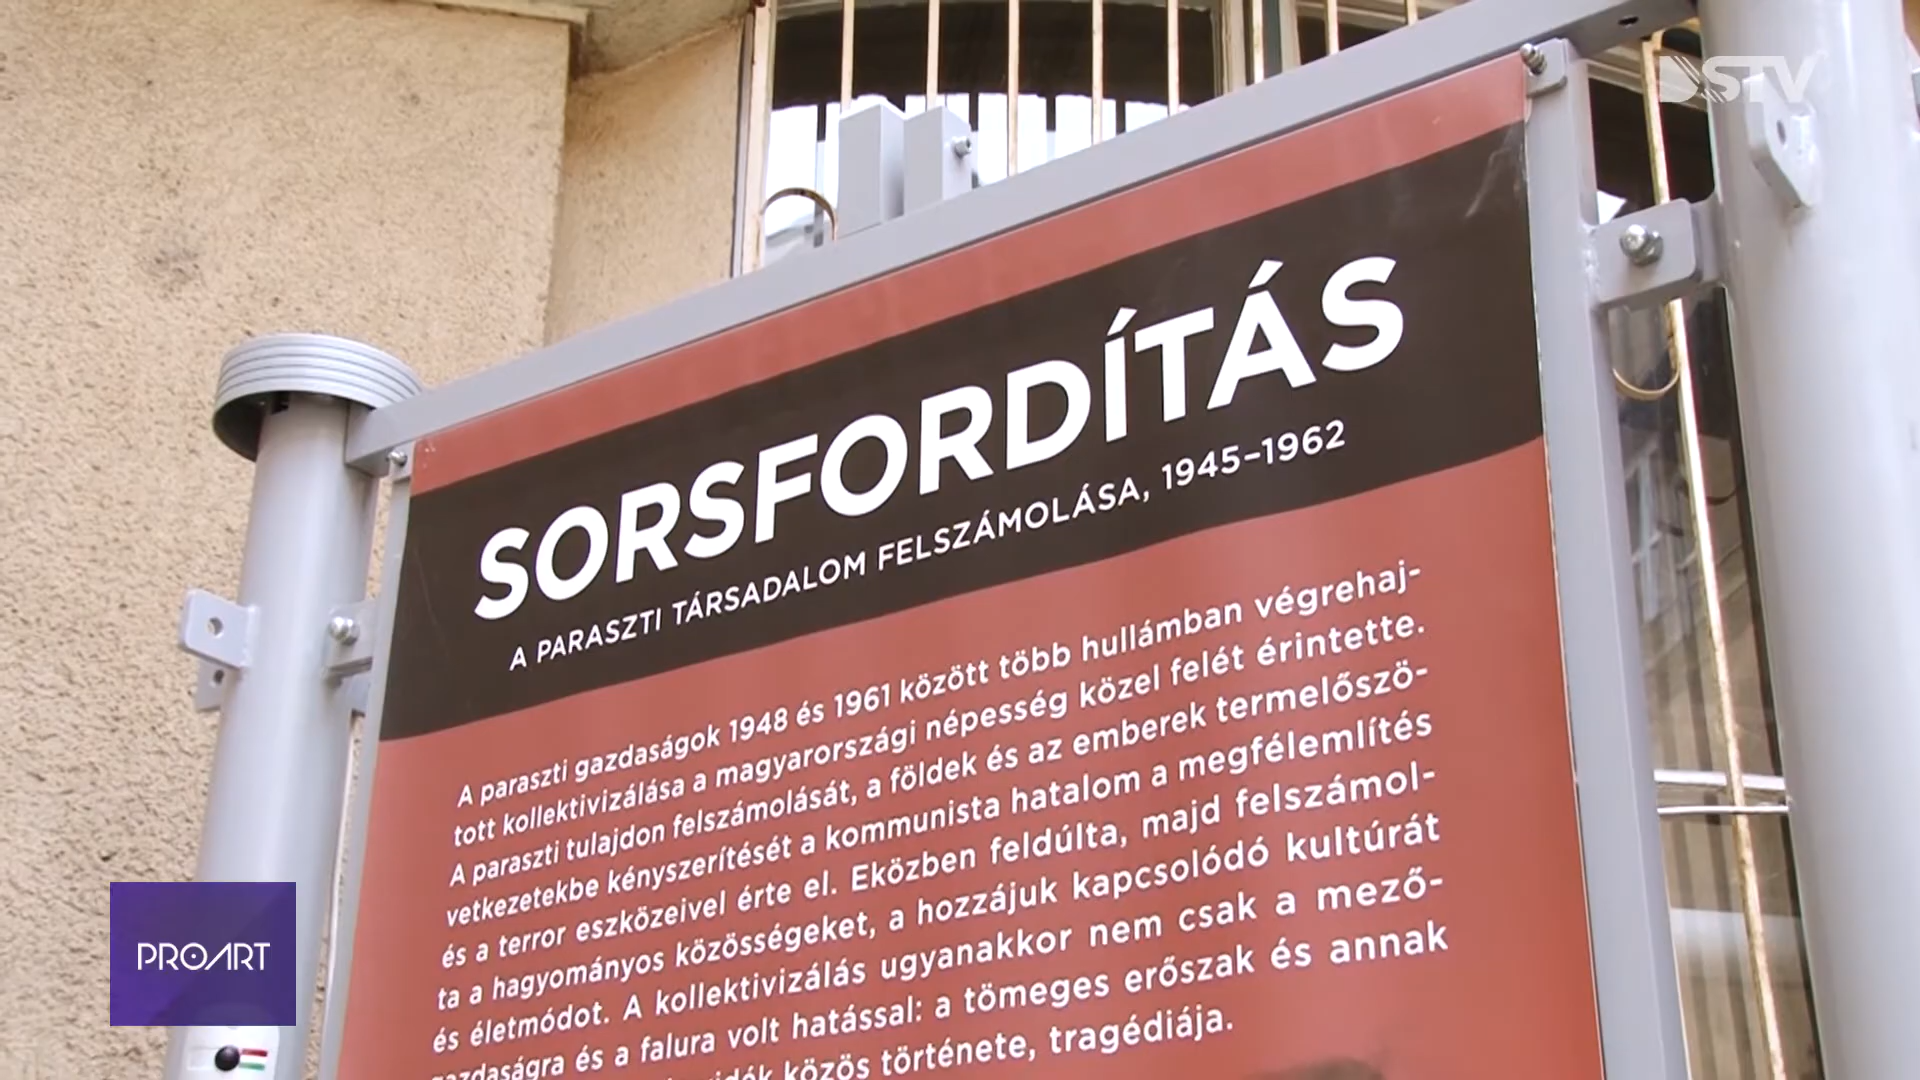 DSTV
SORSFORDÍTÁS
A PARASZTI TÁRSADALOM FELSZÁMOLÁSA, 1945–1962
A paraszti gazdaságok 1948 és 1961 között több hullámban végrehaj-
tott kollektivizálása a magyarországi népesség közel felét érintette.
A paraszti tulajdon felszámolását, a földek és az emberek termelőszö-
vetkezetekbe kényszerítését a kommunista hatalom a megfélemlítés
és a terror eszközeivel érte el. Eközben feldúlta, majd felszámol-
ta a hagyományos közösségeket, a hozzájuk kapcsolódó kultúrát
és életmódot. A kollektivizálás ugyanakkor nem csak a mező-
gazdaságra és a falura volt hatással: a tömeges erőszak és annak
közös története, tragédiája.
PROART